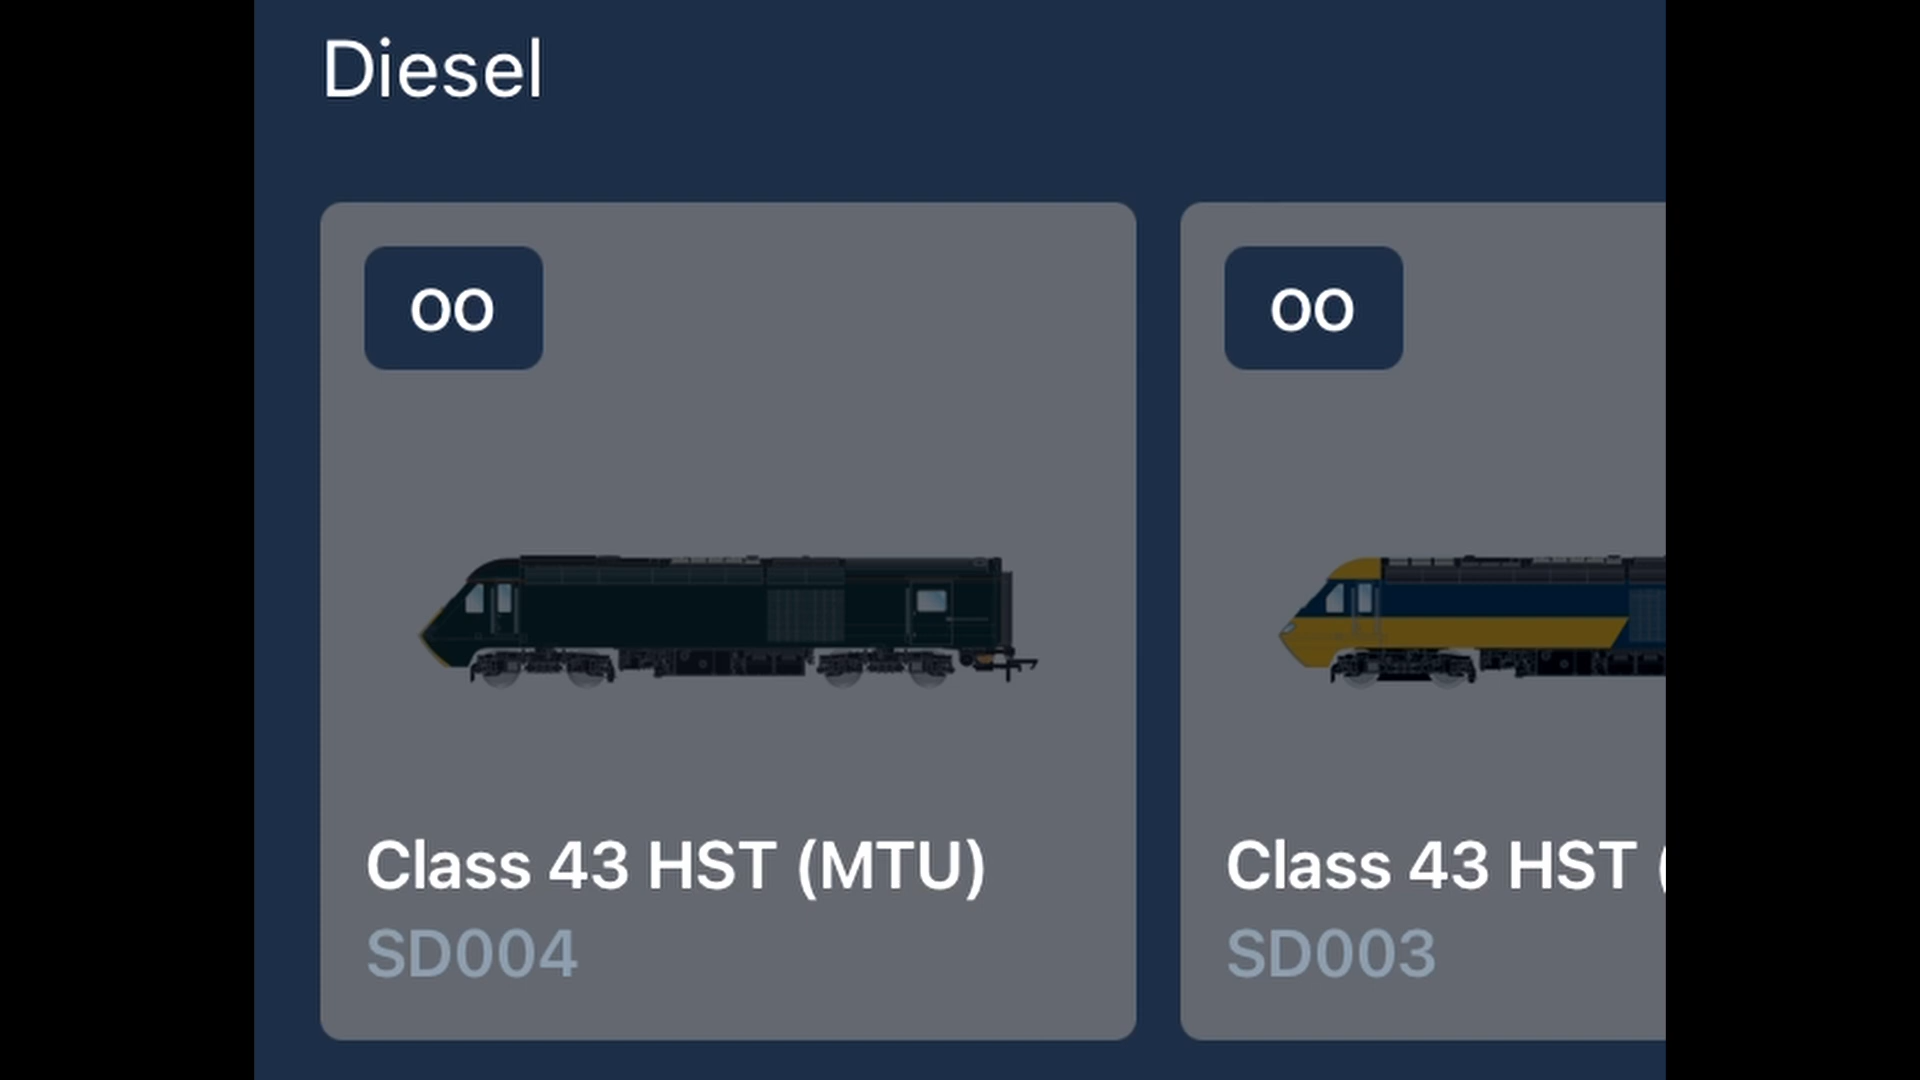 Diesel
OO
OO
Class 43 HST (MTU)
SD004
Class 43 HST (
SD003